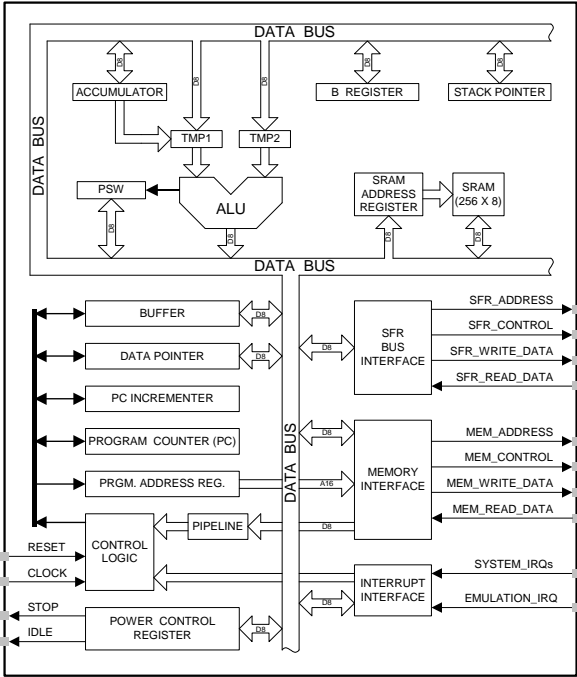 DATA BUS
D8
D8
D8
D8
D8
ACCUMULATOR
B REGISTER
STACK POINTER
DATA BUS
TMP1
TMP2
PSW
ALU
SRAM
ADDRESS
REGISTER
SRAM
(256 X 8)
D8
D8
D8
D8
DATA BUS
BUFFER
D8
DATA POINTER
D8
PC INCREMENTER
PROGRAM COUNTER (PC)
PRGM. ADDRESS REG.
A16
DATA BUS
D8
SFR
BUS
INTERFACE
SFR_ADDRESS
SFR_CONTROL
SFR_WRITE_DATA
SFR_READ_DATA
D8
MEMORY
INTERFACE
MEM_ADDRESS
MEM_CONTROL
MEM_WRITE_DATA
MEM_READ_DATA
RESET
CLOCK
CONTROL
LOGIC
PIPELINE
D8
SYSTEM_IRQs
INTERRUPT
INTERFACE
D8
EMULATION_IRQ
STOP
IDLE
POWER CONTROL
REGISTER
D8